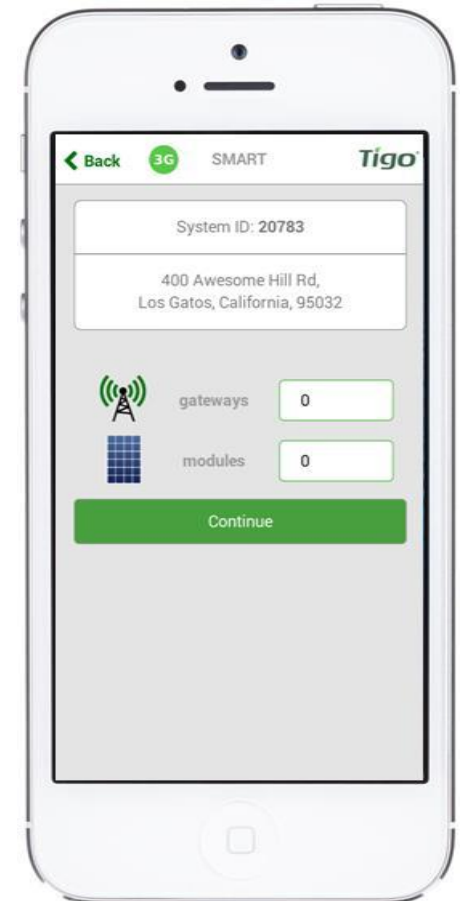 Back 3G SMART Tigo
System ID: 20783
400 Awesome Hill Rd,
Los Gatos, California, 95032
gateways 0
modules 0
Continue